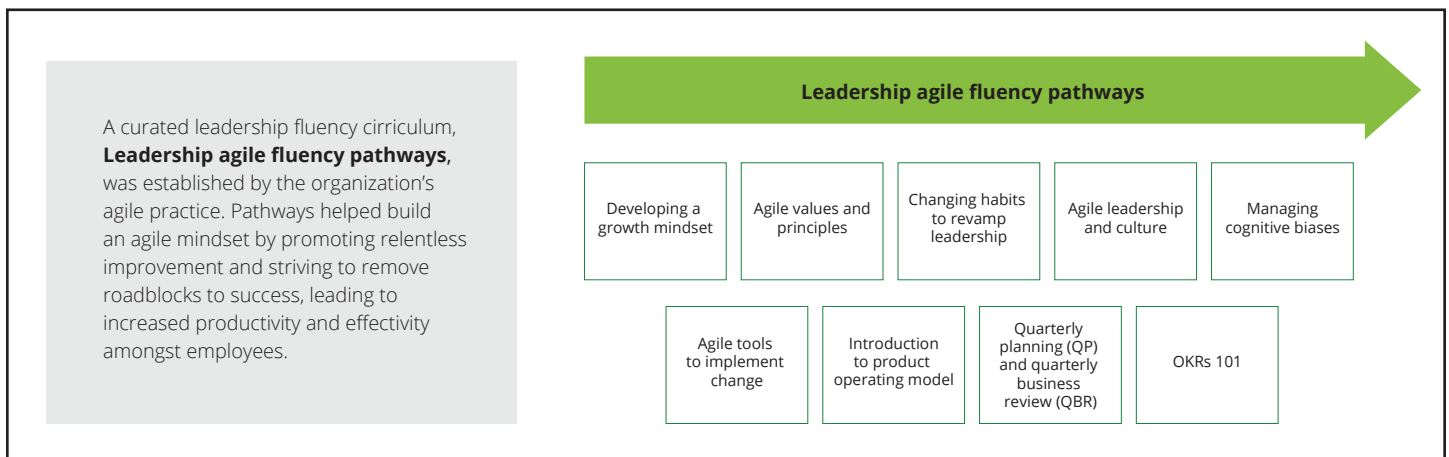 A curated leadership fluency cirriculum,
Leadership agile fluency pathways,
was established by the organization's
agile practice. Pathways helped build
an agile mindset by promoting relentless
improvement and striving to remove
roadblocks to success, leading to
increased productivity and effectivity
amongst employees.
Leadership agile fluency pathways
Developing a
growth mindset
Agile values and
principles
Changing habits
to revamp
leadership
Agile leadership
and culture
Managing
cognitive biases
Agile tools
to implement
change
Introduction
to product
operating model
Quarterly
planning (QP)
and quarterly
business
review (QBR)
OKRs 101